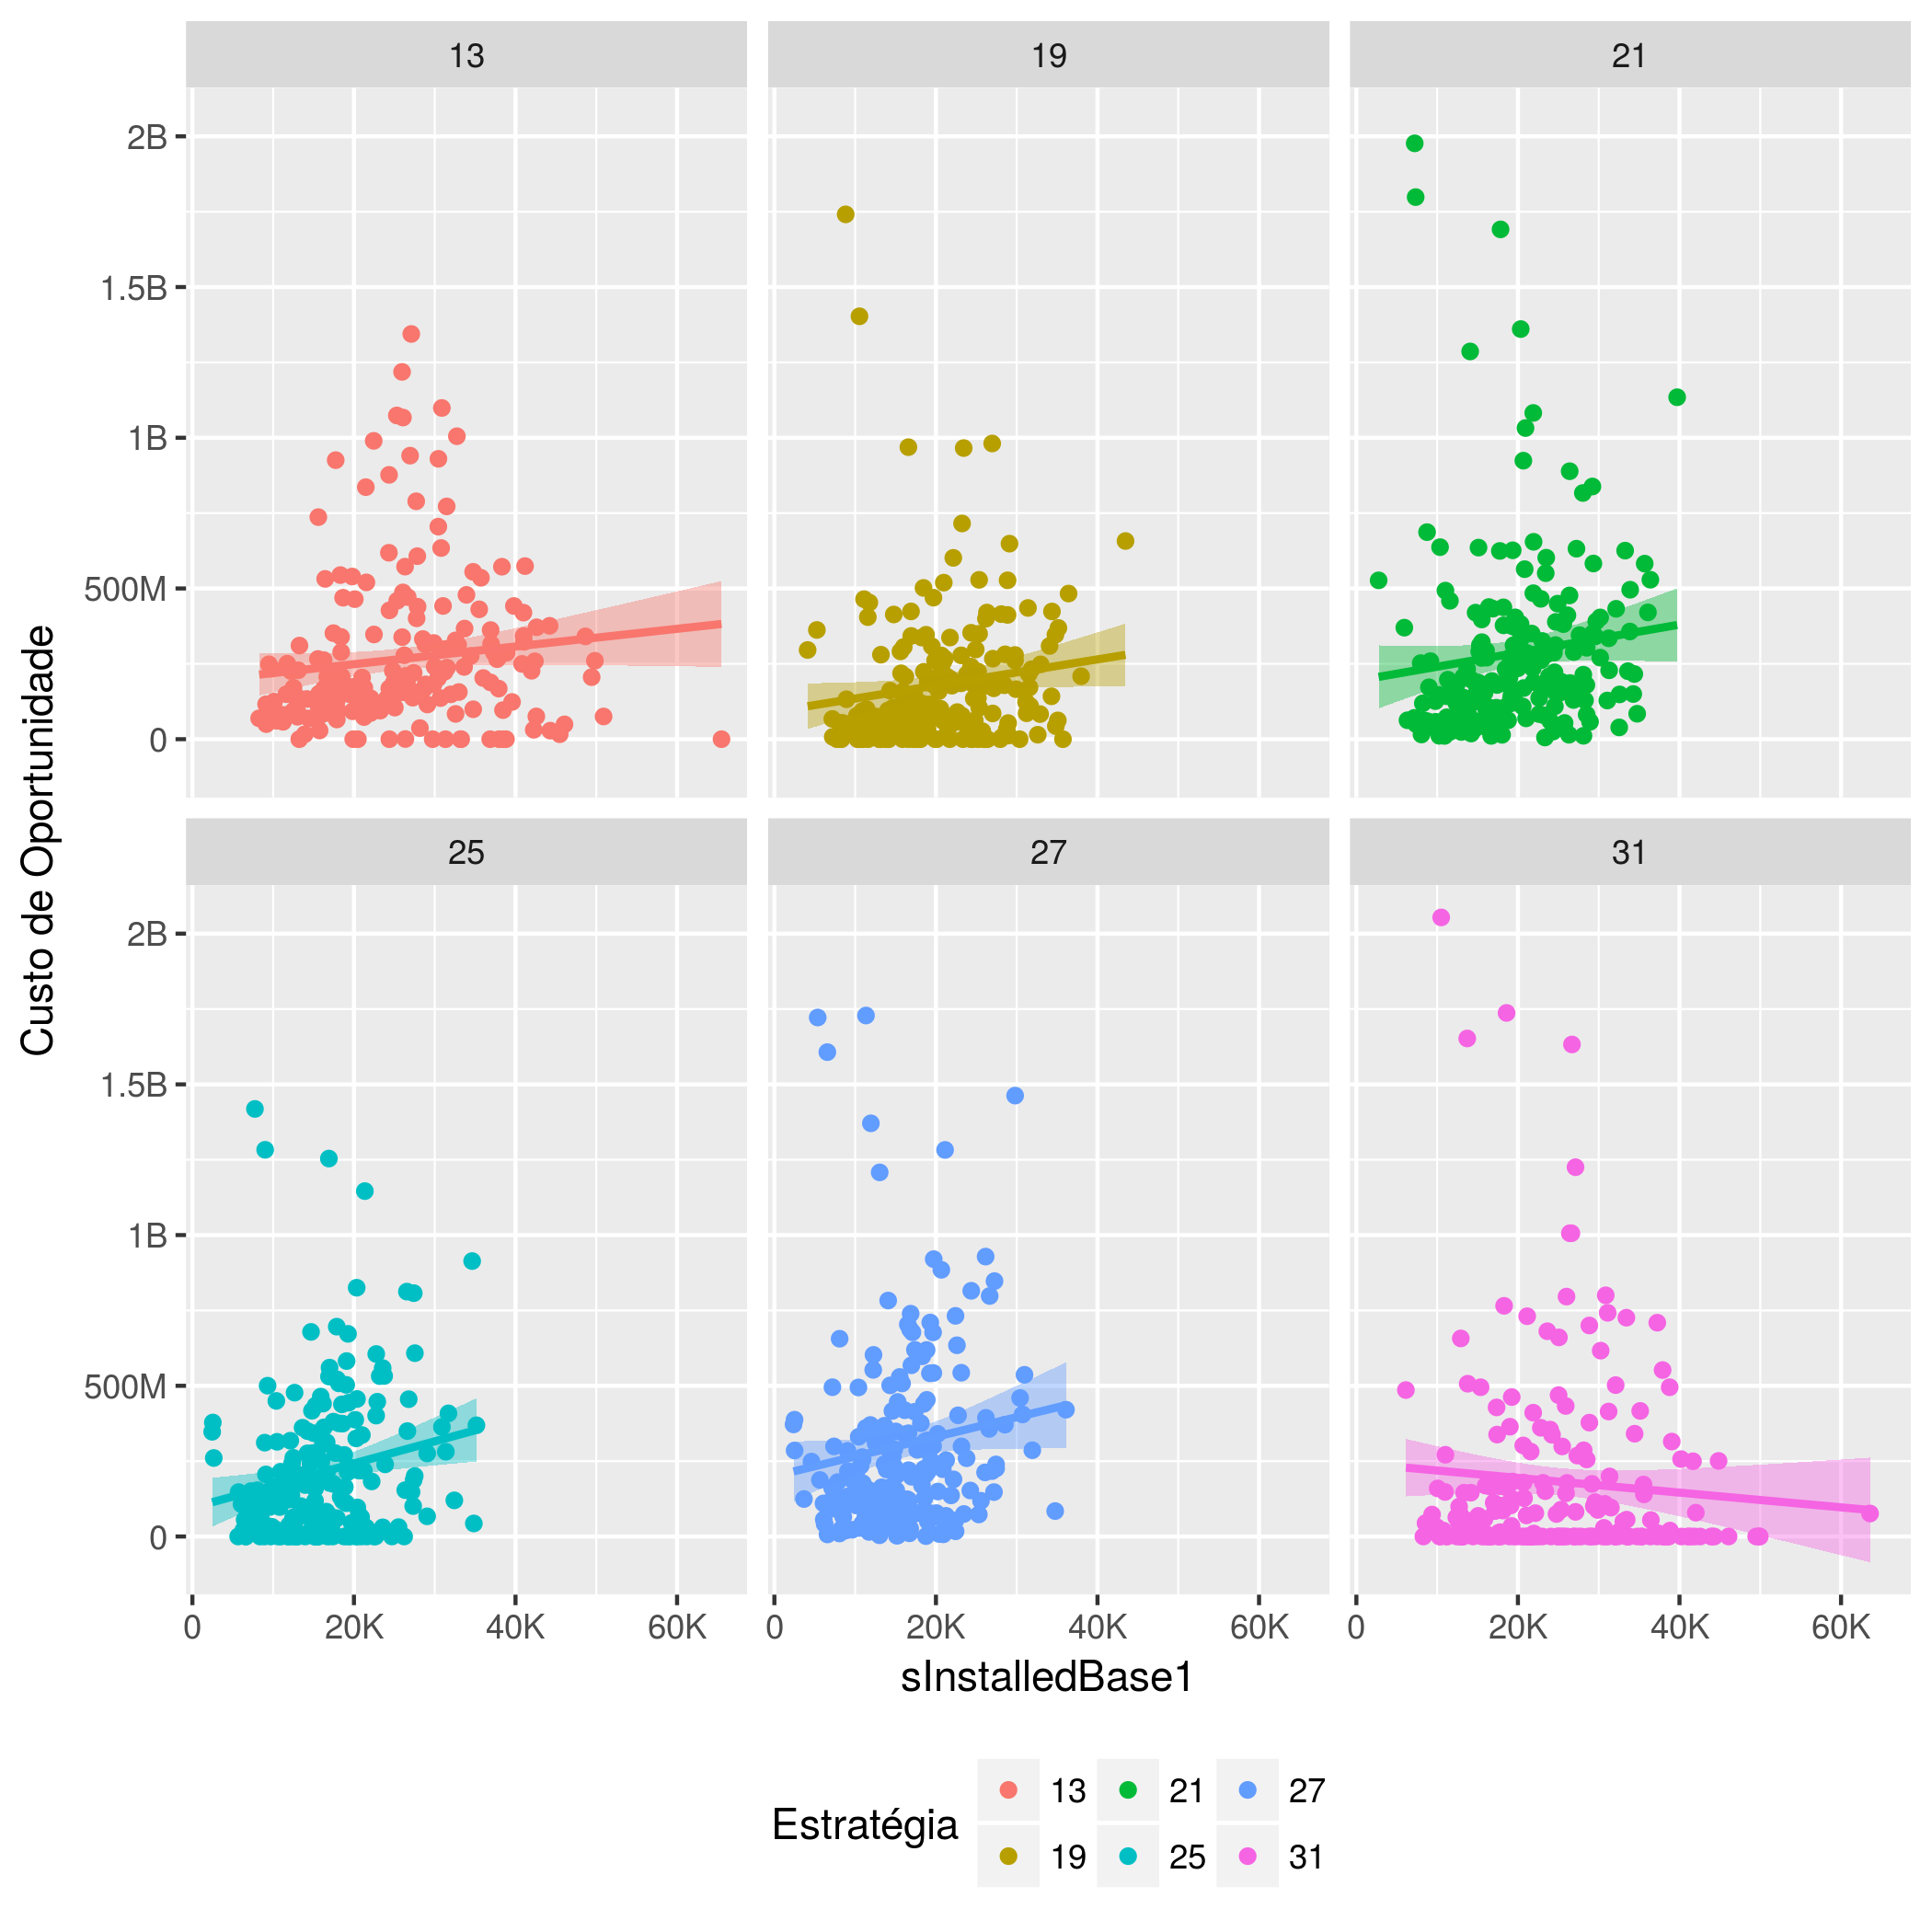 13 19 21
2B
1.5B
1B
500M
0
Custo de Oportunidade
25 27 31
2B
1.5B
1B
500M
0
0 20K 40K 60K 0 20K 40K 60K 0 20K 40K 60K
sInstalledBase1
Estratégia
13 21 27
19 25 31